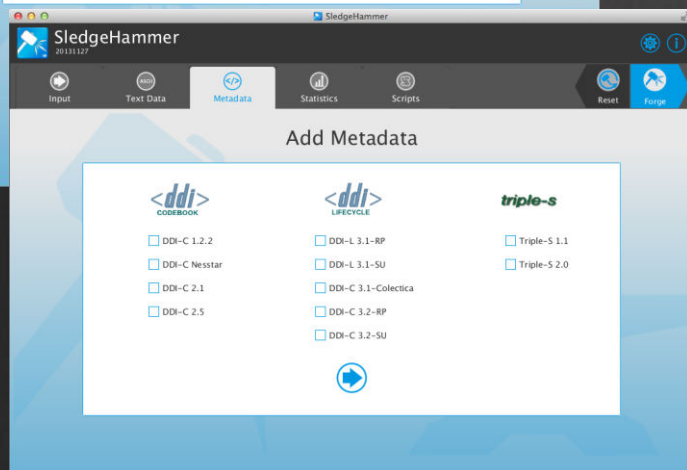 SledgeHammer
SledgeHammer
20131127
Input
ASCII
Text Data
</>
Metadata
Statistics
Scripts
Reset
Forge
Add Metadata
<ddi>
CODEBOOK
<ddi>
LIFECYCLE
triple-s
DDI-C 1.2.2
DDI-C Nesstar
DDI-C 2.1
DDI-C 2.5
DDI-L 3.1-RP
DDI-L 3.1-SU
DDI-C 3.1-Colectica
DDI-C 3.2-RP
DDI-C 3.2-SU
Triple-S 1.1
Triple-S 2.0